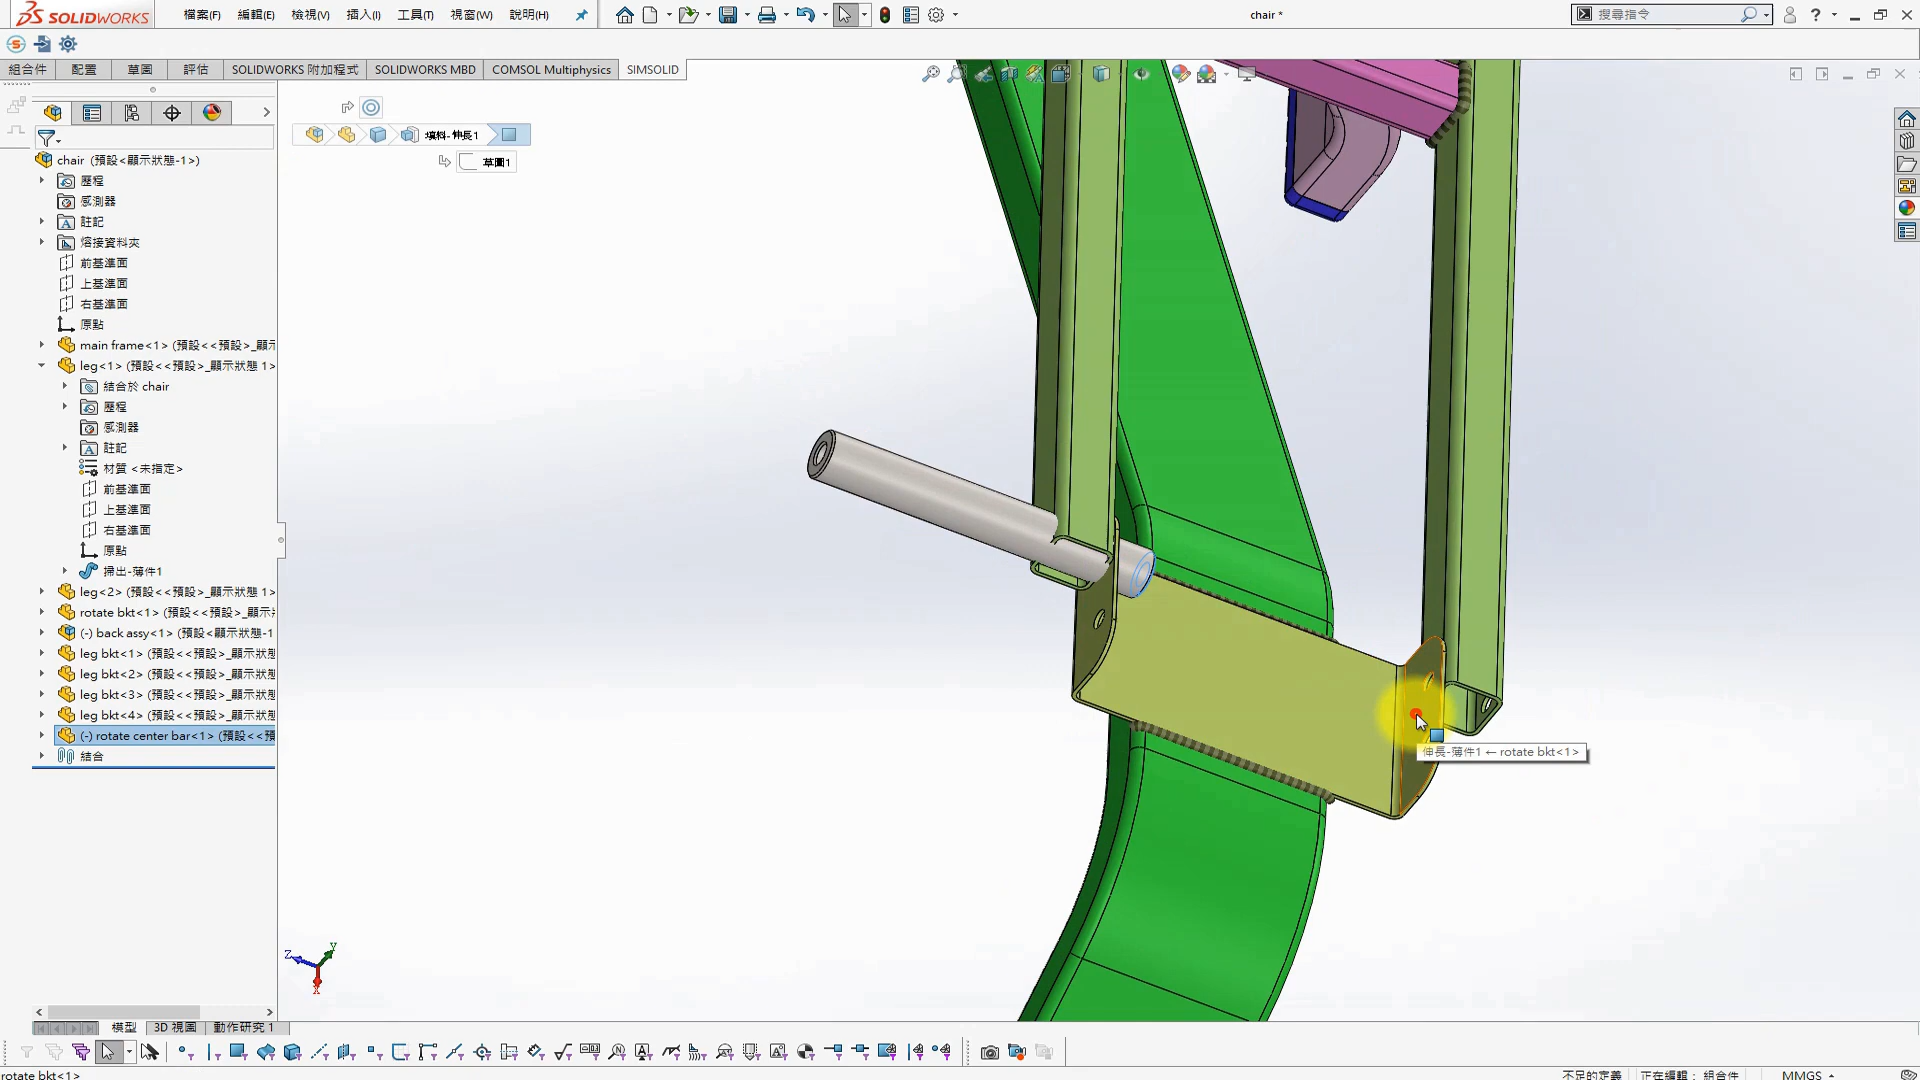 SOLIDWORKS
檔案(F) 編輯(E) 檢視(V) 插入(I) 工具(T) 視窗(W) 說明(H)
chair *
搜尋指令
組合件 配置 草圖 評估 SOLIDWORKS 附加程式 SOLIDWORKS MBD COMSOL Multiphysics SIMSOLID
填料-伸長1
草圖1
chair (預設<顯示狀態-1>)
歷程
感測器
註記
熔接資料夾
前基準面
上基準面
右基準面
原點
main frame<1> (預設<<預設>_顯示
leg<1> (預設<<預設>_顯示狀態 1>
結合於 chair
歷程
感測器
註記
材質 <未指定>
前基準面
上基準面
右基準面
原點
掃出-薄件1
leg<2> (預設<<預設>_顯示狀態 1>
rotate bkt<1> (預設<<預設>_顯示
(-) back assy<1> (預設<顯示狀態-1
leg bkt<1> (預設<<預設>_顯示狀態
leg bkt<2> (預設<<預設>_顯示狀態
leg bkt<3> (預設<<預設>_顯示狀態
leg bkt<4> (預設<<預設>_顯示狀態
(-) rotate center bar<1> (預設<<預
結合
伸長-薄件1 ← rotate bkt<1>
Z Y X
模型 3D 視圖 動作研究 1
rotate bkt<1>
不足的定義 正在編輯： 組合件 MMGS